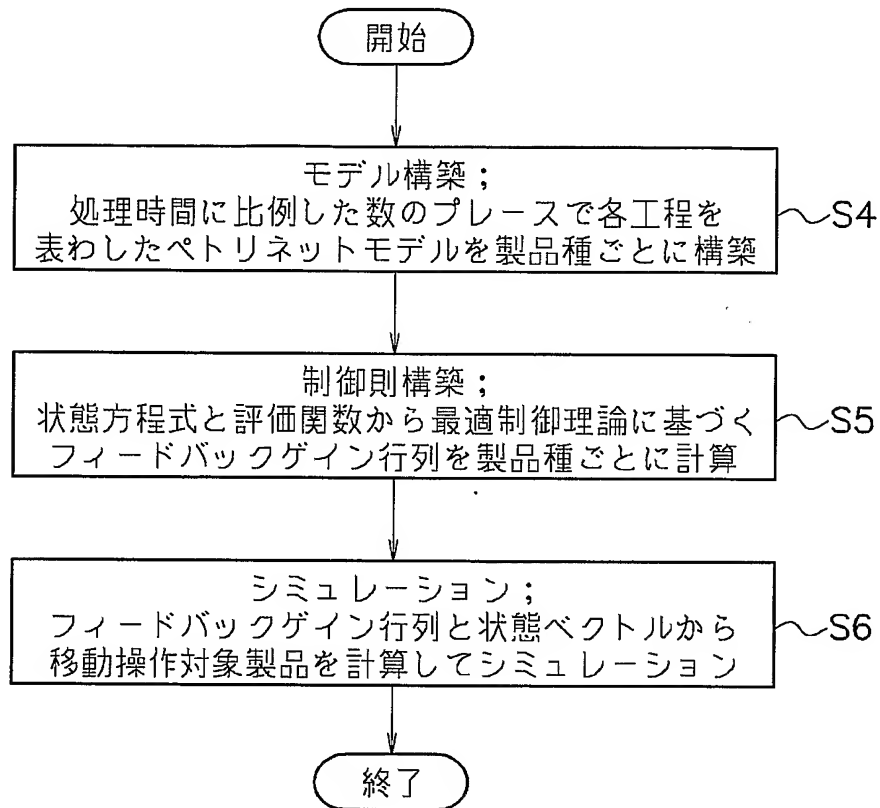 開始
モデル構築；
処理時間に比例した数のプレースで各工程を
表わしたペトリネットモデルを製品種ごとに構築
S4
制御則構築；
状態方程式と評価関数から最適制御理論に基づく
フィードバックゲイン行列を製品種ごとに計算
S5
シミュレーション；
フィードバックゲイン行列と状態ベクトルから
移動操作対象製品を計算してシミュレーション
S6
終了